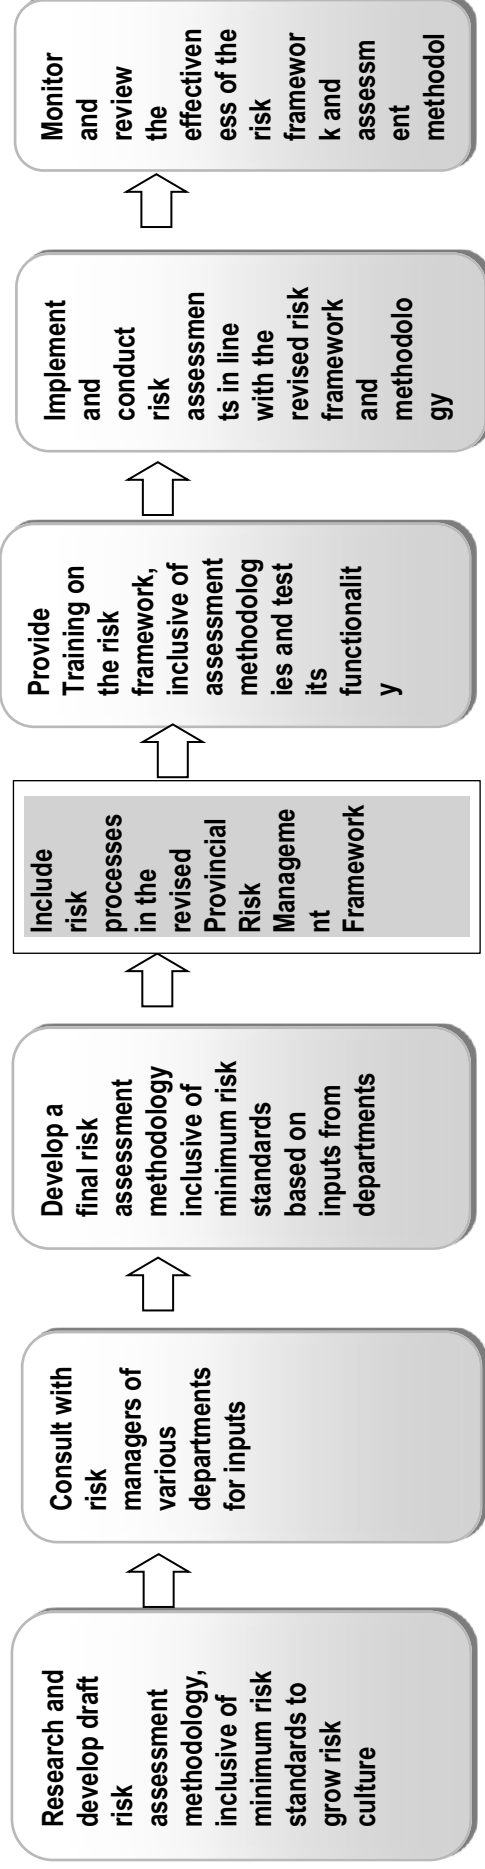 Research and
develop draft
risk
assessment
methodology,
inclusive of
minimum risk
standards to
grow risk
culture
Consult with
risk
managers of
various
departments
for inputs
Develop a
final risk
assessment
methodology
inclusive of
minimum risk
standards
based on
inputs from
departments
Include
risk
processes
in the
revised
Provincial
Risk
Manageme
nt
Framework
Provide
Training on
the risk
framework,
inclusive of
assessment
methodolog
ies and test
its
functionalit
y
Implement
and
conduct
risk
assessmen
ts in line
with the
revised risk
framework
and
methodolo
gy
Monitor
and
review
the
effectiven
ess of the
risk
framewor
k and
assessm
ent
methodol